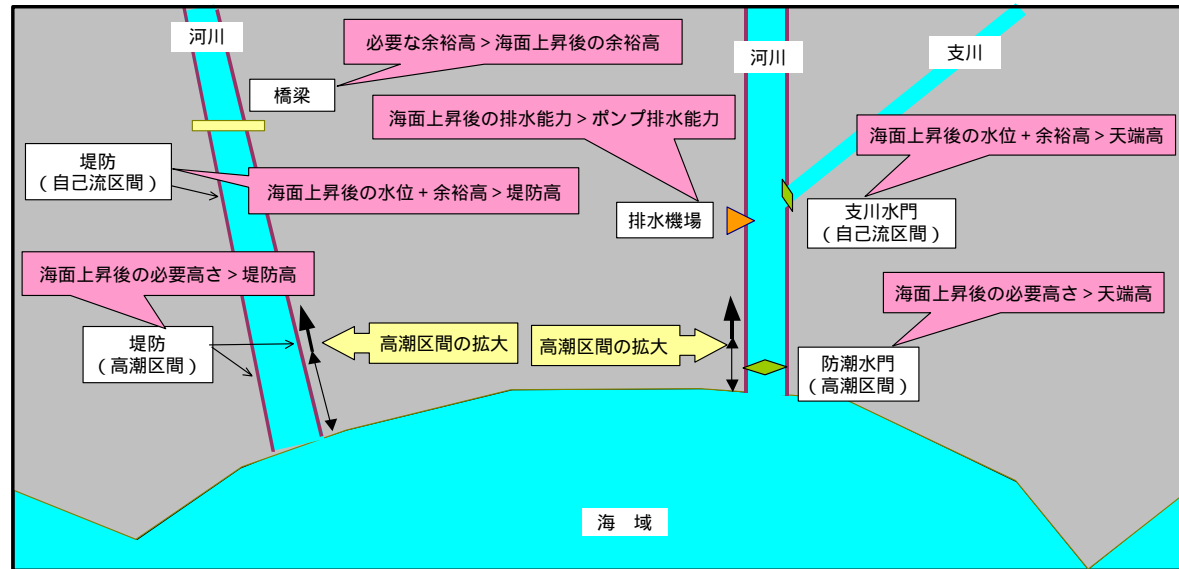 河川
必要な余裕高＞海面上昇後の余裕高
河川
支川
橋梁
海面上昇後の排水能力＞ポンプ排水能力
海面上昇後の水位＋余裕高＞天端高
堤防
（自己流区間）
海面上昇後の水位＋余裕高＞堤防高
排水機場
支川水門
（自己流区間）
海面上昇後の必要高さ＞堤防高
海面上昇後の必要高さ＞天端高
堤防
（高潮区間）
高潮区間の拡大
高潮区間の拡大
防潮水門
（高潮区間）
海　域